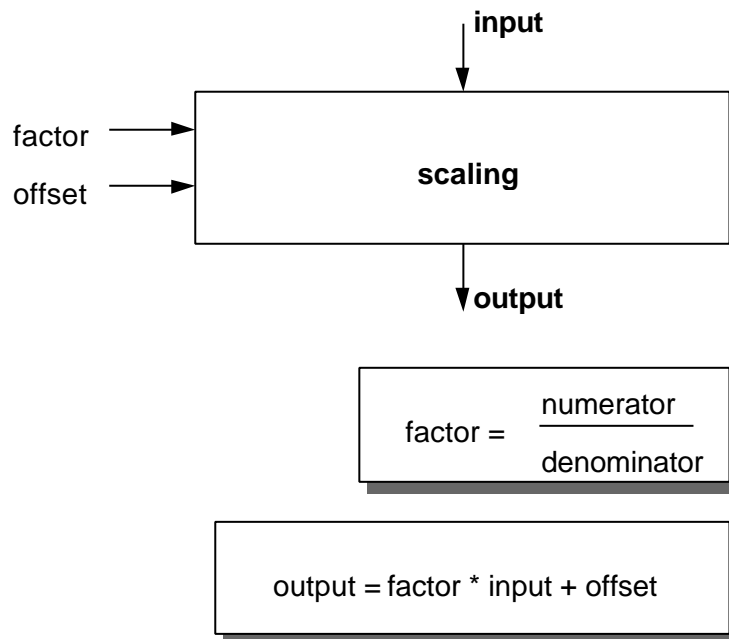 input
factor
scaling
offset
output
factor = numerator
denominator
output = factor * input + offset